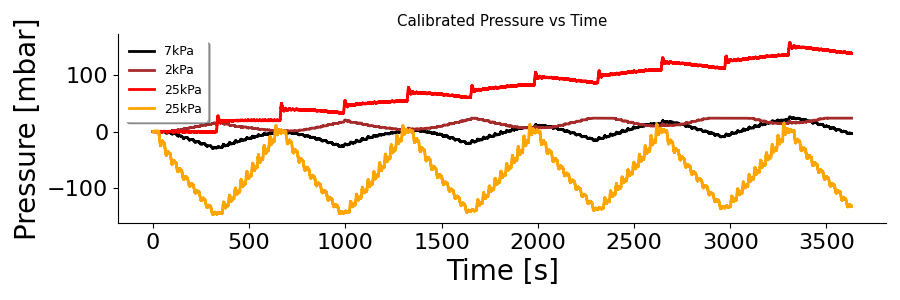 Calibrated Pressure vs Time
Pressure [mbar]
100
0
−100
7kPa
2kPa
25kPa
25kPa
0 500 1000 1500 2000 2500 3000 3500
Time [s]